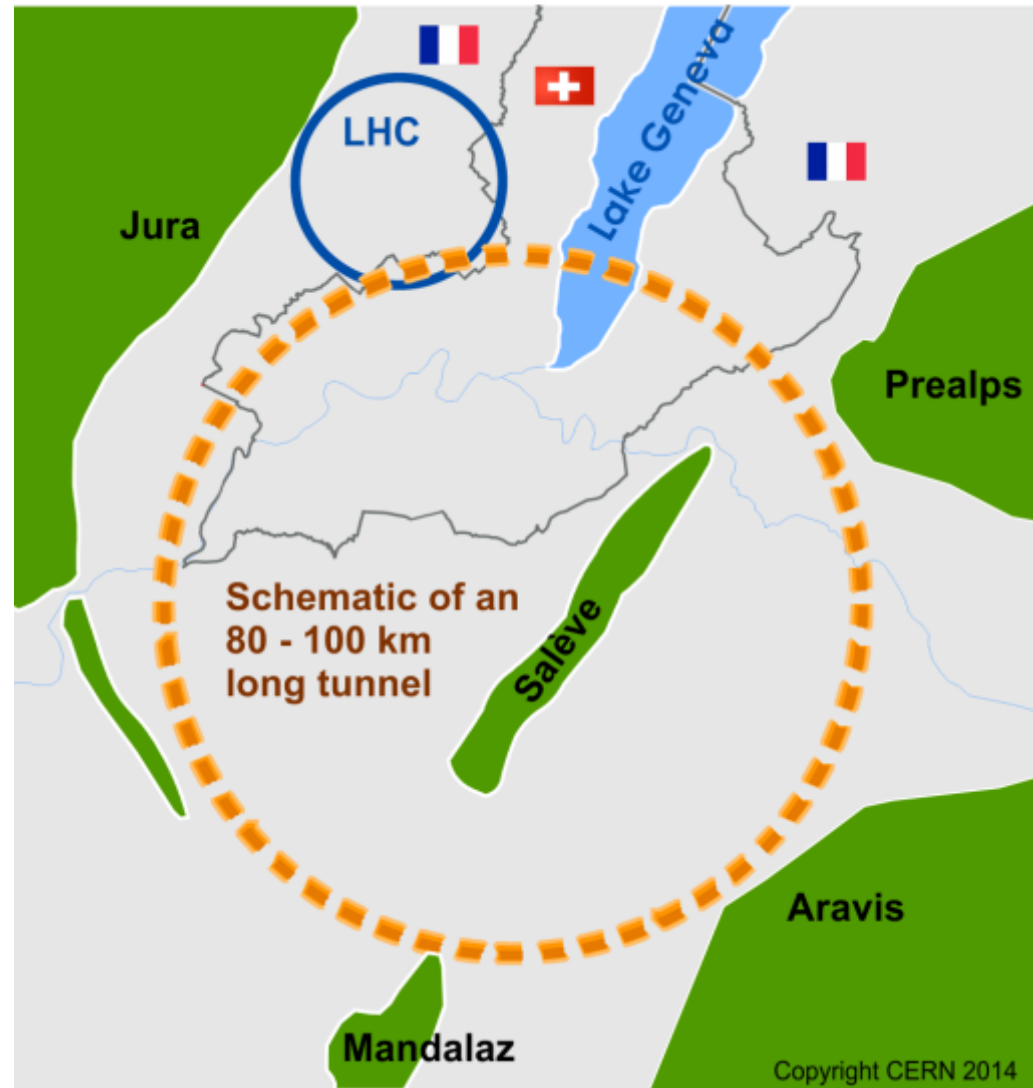 LHC
Lake Geneva
Jura
Prealps
Schematic of an
80 - 100 km
long tunnel
Salève
Aravis
Mandalaz
Copyright CERN 2014